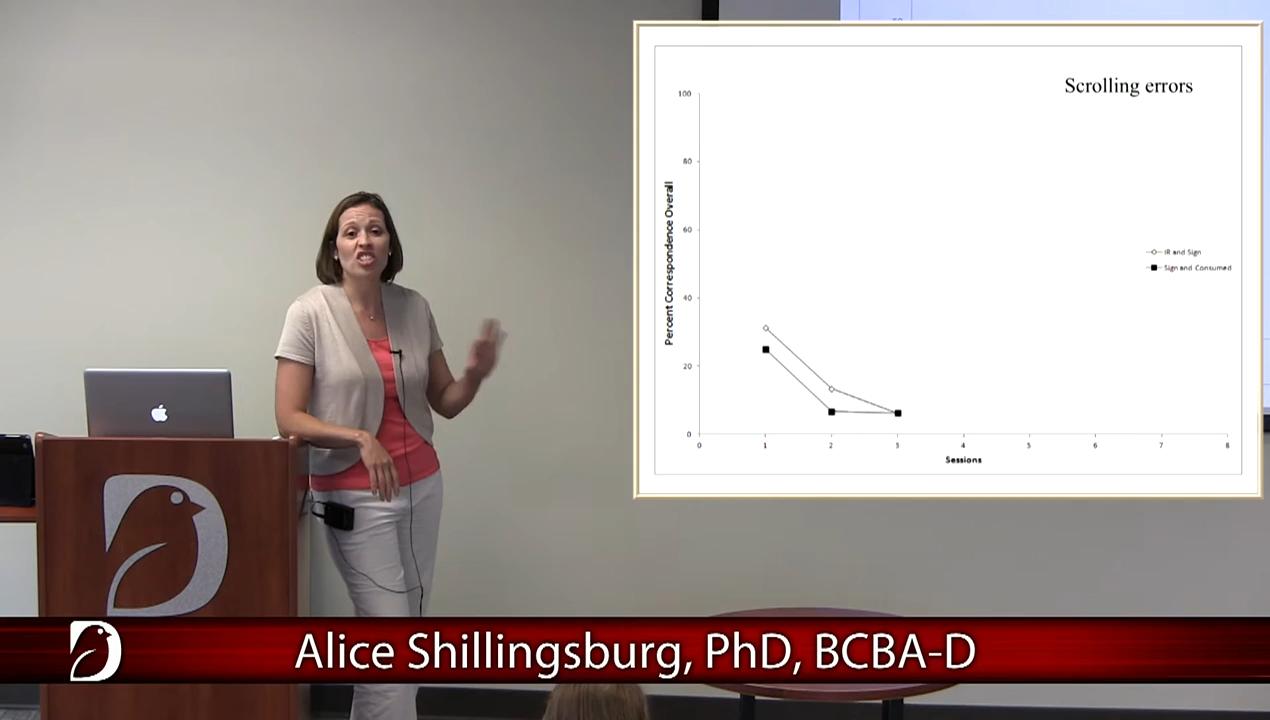 Scrolling errors
100
80
60
40
20
0
Percent Correspondence Overall
0 1 2 3 4 5 6 7 8
Sessions
IR and Sign
Sign and Consumed
Alice Shillingsburg, PhD, BCBA-D